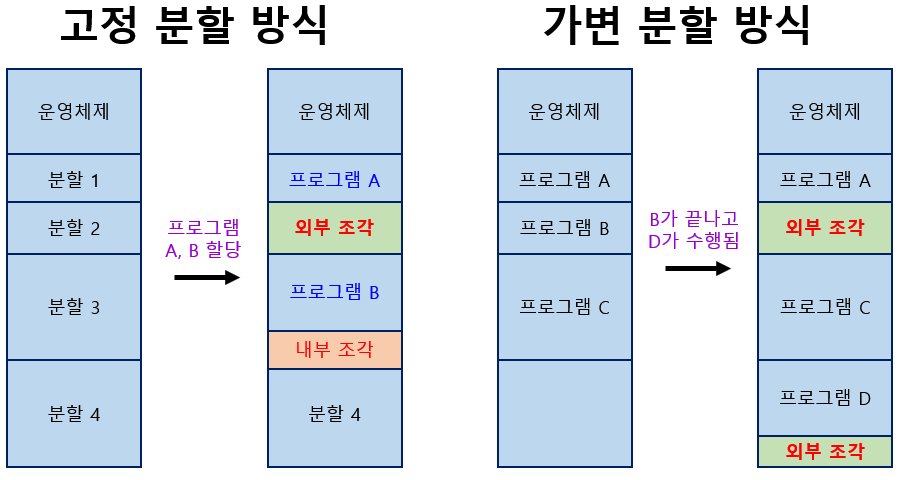 고정 분할 방식
운영체제
분할 1
분할 2
분할 3
분할 4
프로그램
A, B 할당
운영체제
프로그램 A
외부 조각
프로그램 B
내부 조각
분할 4
가변 분할 방식
운영체제
프로그램 A
프로그램 B
프로그램 C
B가 끝나고
D가 수행됨
운영체제
프로그램 A
외부 조각
프로그램 C
프로그램 D
외부 조각